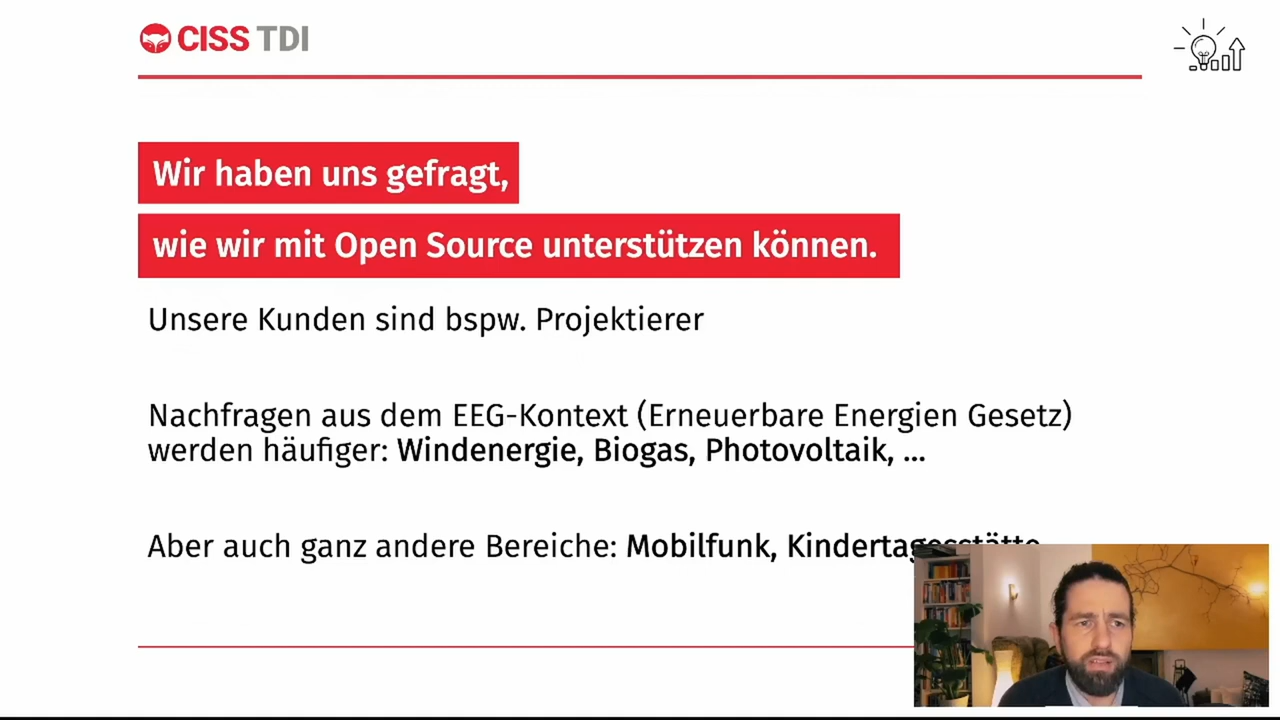 CISS TDI
Wir haben uns gefragt,
wie wir mit Open Source unterstützen können.
Unsere Kunden sind bspw. Projektierer
Nachfragen aus dem EEG-Kontext (Erneuerbare Energien Gesetz)
werden häufiger: Windenergie, Biogas, Photovoltaik, ...
Aber auch ganz andere Bereiche: Mobilfunk, Kindertagesstätte